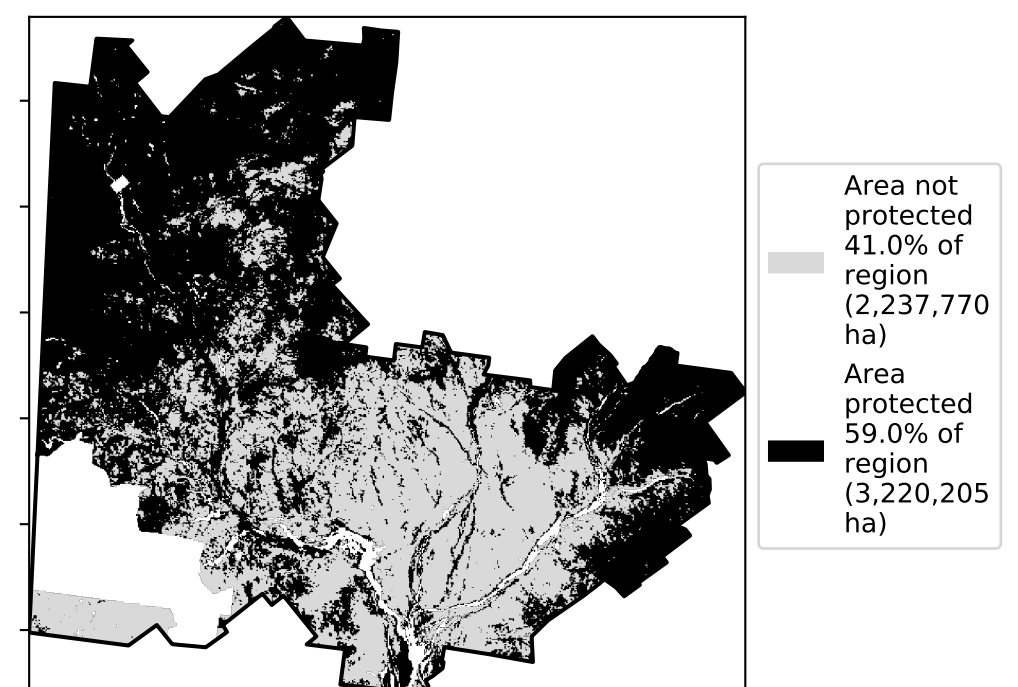 Area not
protected
41.0% of
region
(2,237,770
ha)
Area
protected
59.0% of
region
(3,220,205
ha)